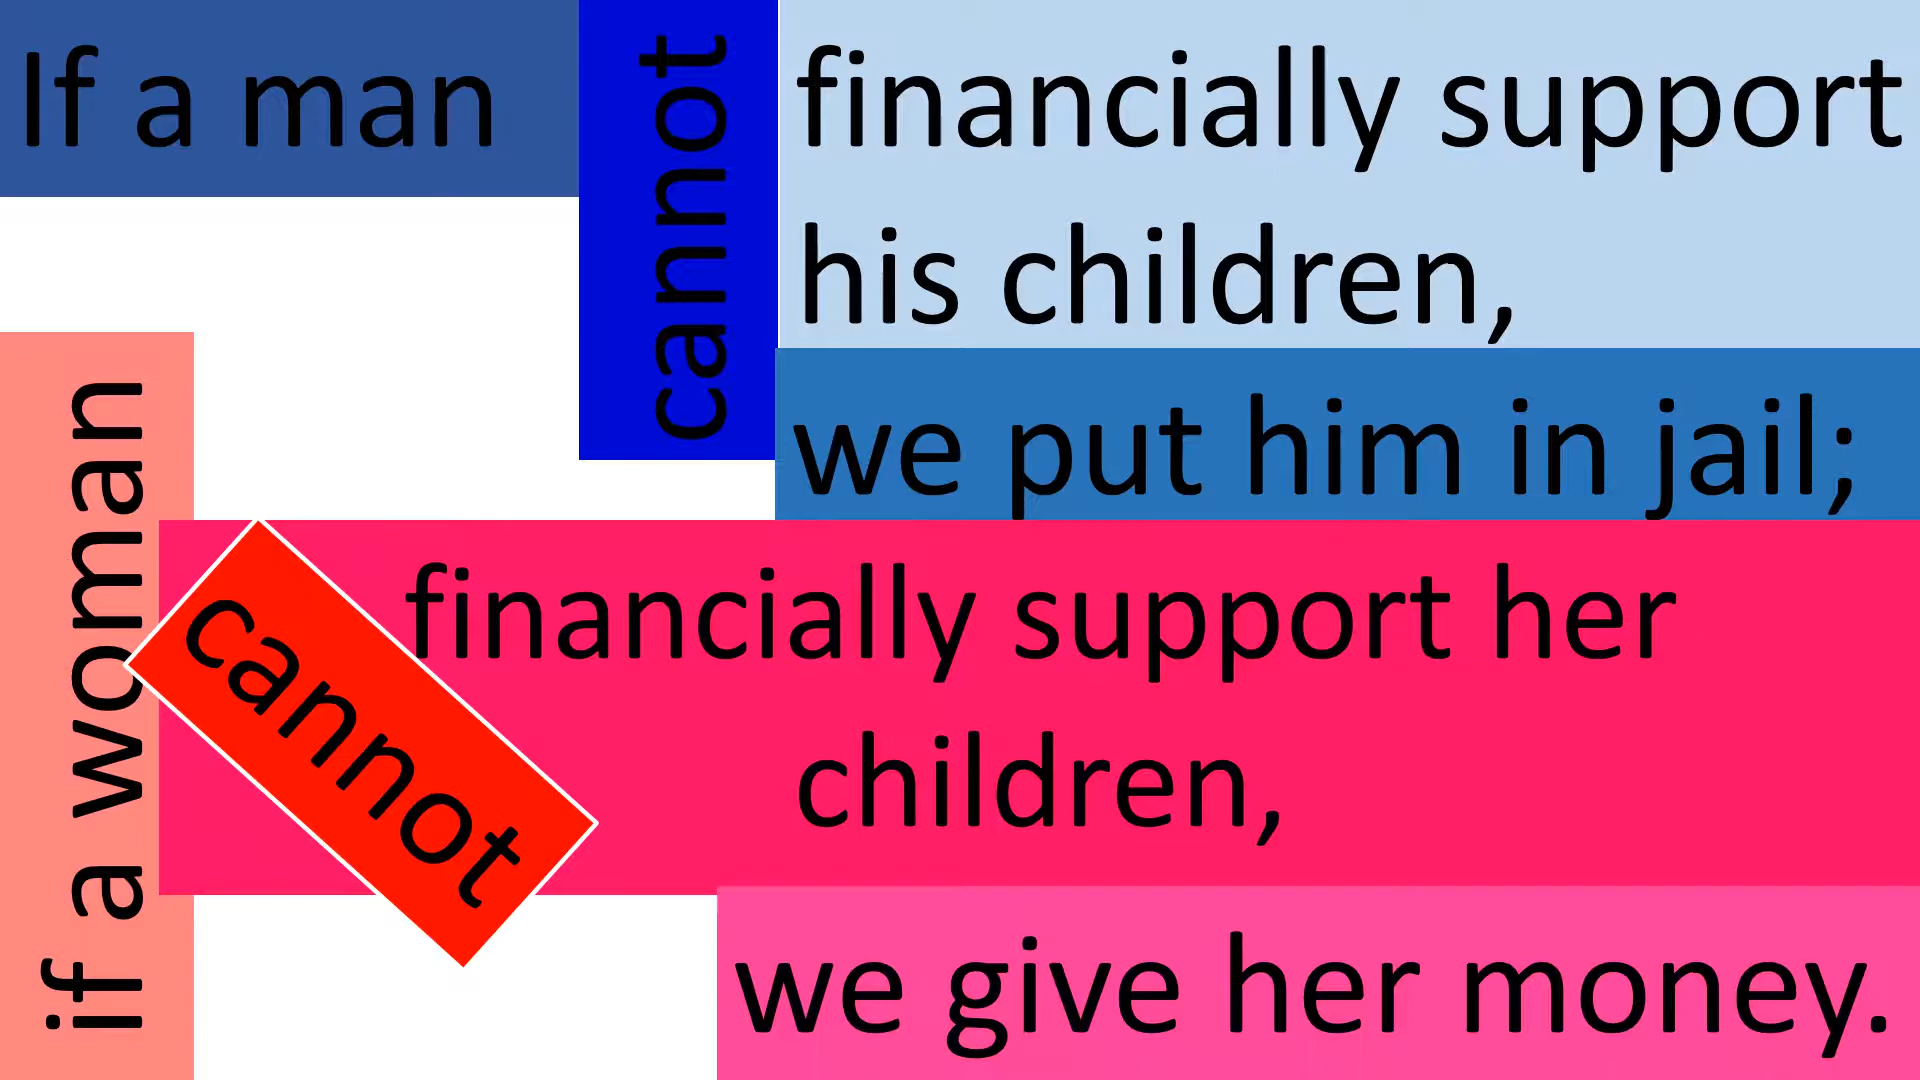 If a man
cannot
financially support
his children,
we put him in jail;
if a woman
cannot
financially support her
children,
we give her money.